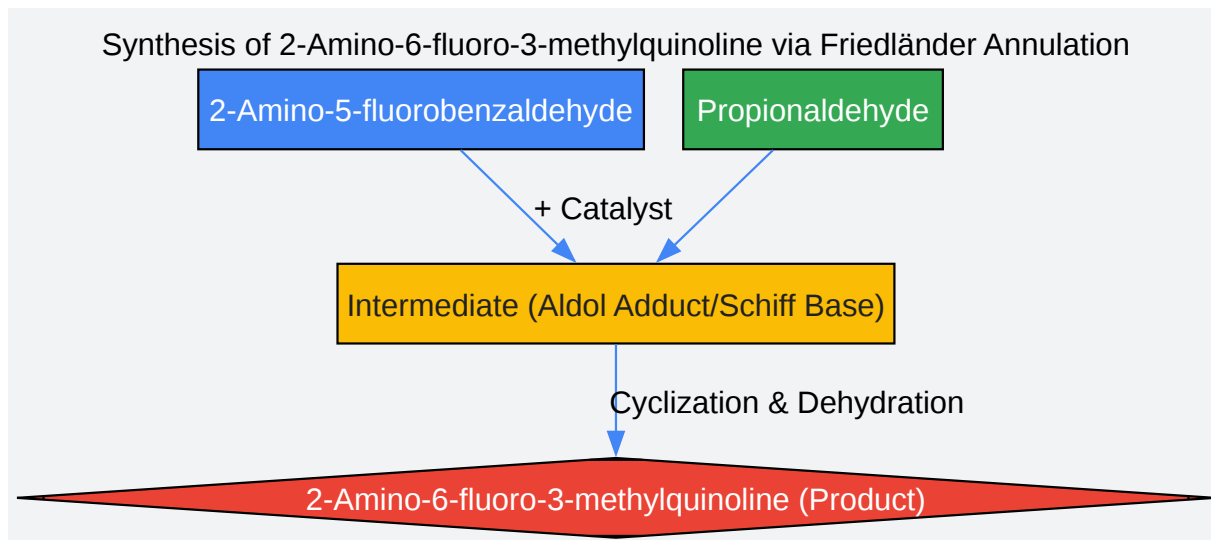 Synthesis of 2-Amino-6-fluoro-3-methylquinoline via Friedländer Annulation
2-Amino-5-fluorobenzaldehyde
Propionaldehyde
+ Catalyst
Intermediate (Aldol Adduct/Schiff Base)
Cyclization & Dehydration
2-Amino-6-fluoro-3-methylquinoline (Product)